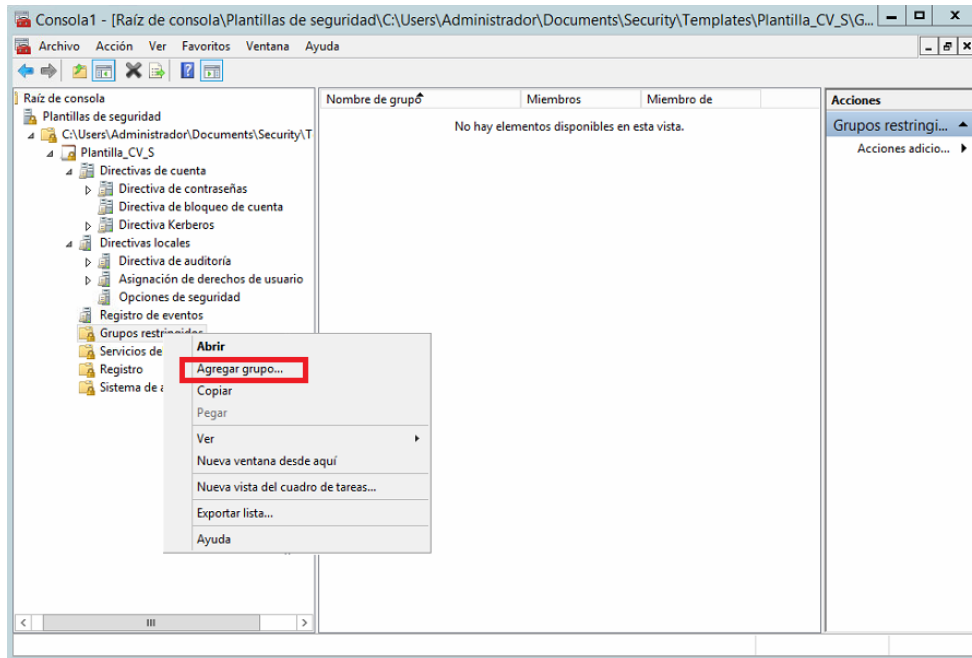 Consola1 - [Raíz de consola\Plantillas de seguridad\C:\Users\Administrador\Documents\Security\Templates\Plantilla_CV_S\G...
Archivo Acción Ver Favoritos Ventana Ayuda
Raíz de consola
Plantillas de seguridad
C:\Users\Administrador\Documents\Security\T
Plantilla_CV_S
Directivas de cuenta
Directiva de contraseñas
Directiva de bloqueo de cuenta
Directiva Kerberos
Directivas locales
Directiva de auditoría
Asignación de derechos de usuario
Opciones de seguridad
Registro de eventos
Grupos restringidos
Servicios de
Registro
Sistema de a
Abrir
Agregar grupo...
Copiar
Pegar
Ver
Nueva ventana desde aquí
Nueva vista del cuadro de tareas...
Exportar lista...
Ayuda
Nombre de grupo Miembros Miembro de
No hay elementos disponibles en esta vista.
Acciones
Grupos restringi...
Acciones adicio...